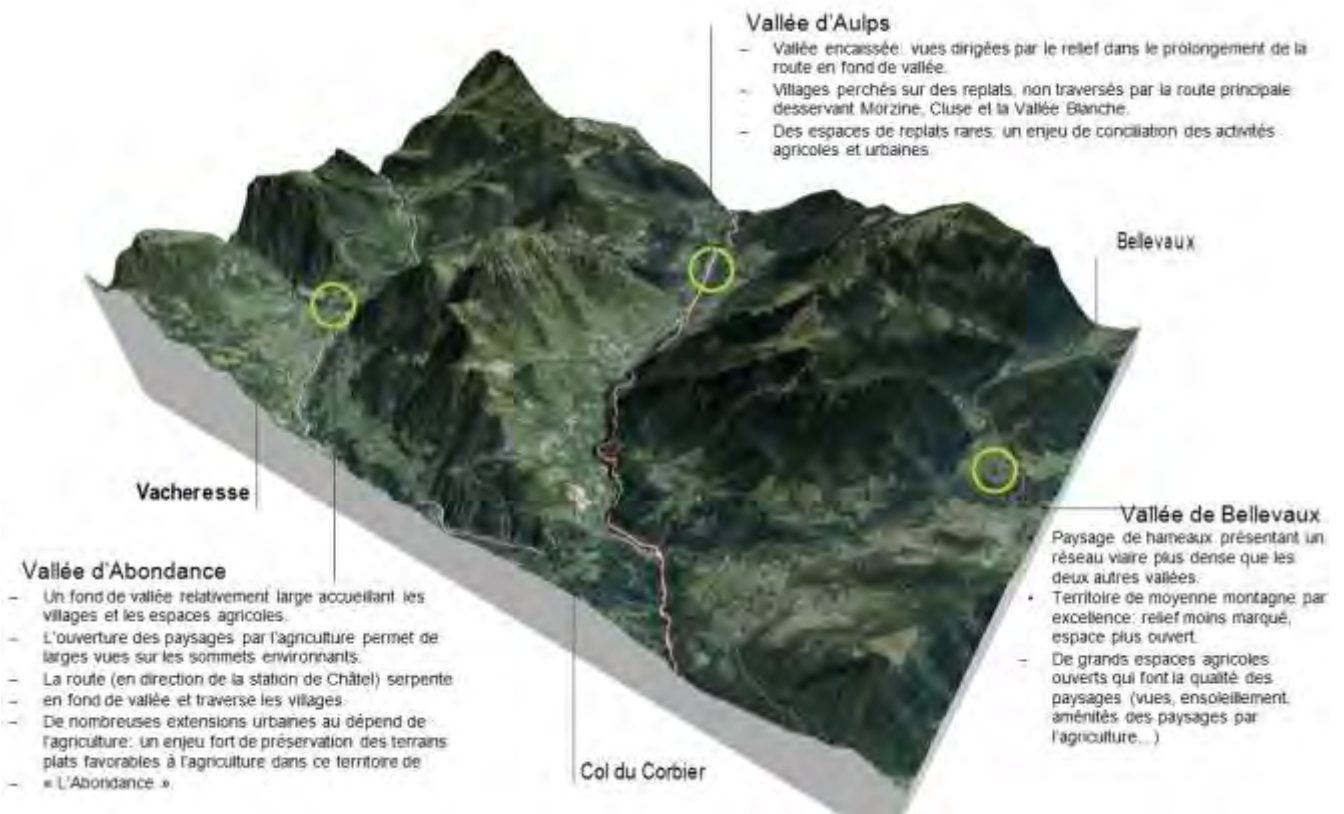 Vallée d'Aulps
– Vallée encaissée: vues dirigées par le relief dans le prolongement de la
route en fond de vallée.
– Villages perchés sur des replats, non traversés par la route principale
desservant Morzine, Cluse et la Vallée Blanche.
– Des espaces de replats rares: un enjeu de conciliation des activités
agricoles et urbaines.
Bellevaux
Vacheresse
Vallée d'Abondance
– Un fond de vallée relativement large accueillant les
villages et les espaces agricoles.
– L'ouverture des paysages par l'agriculture permet de
larges vues sur les sommets environnants.
– La route (en direction de la station de Châtel) serpente
– en fond de vallée et traverse les villages
– De nombreuses extensions urbaines au dépend de
l'agriculture: un enjeu fort de préservation des terrains
plats favorables à l'agriculture dans ce territoire de
– « L'Abondance »
Col du Corbier
Vallée de Bellevaux
• Paysage de hameaux présentant un
réseau viaire plus dense que les
deux autres vallées.
• Territoire de moyenne montagne par
excellence: relief moins marqué,
espace plus ouvert.
– De grands espaces agricoles
ouverts qui font la qualité des
paysages (vues, ensoleillement,
aménités des paysages par
l'agriculture...)